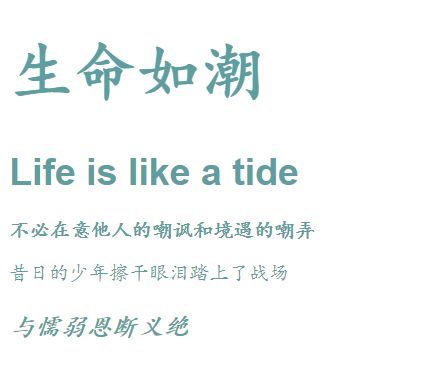 生命如潮
Life is like a tide
不必在意他人的嘲讽和境遇的嘲弄
昔日的少年擦干眼泪踏上了战场
与懦弱恩断义绝